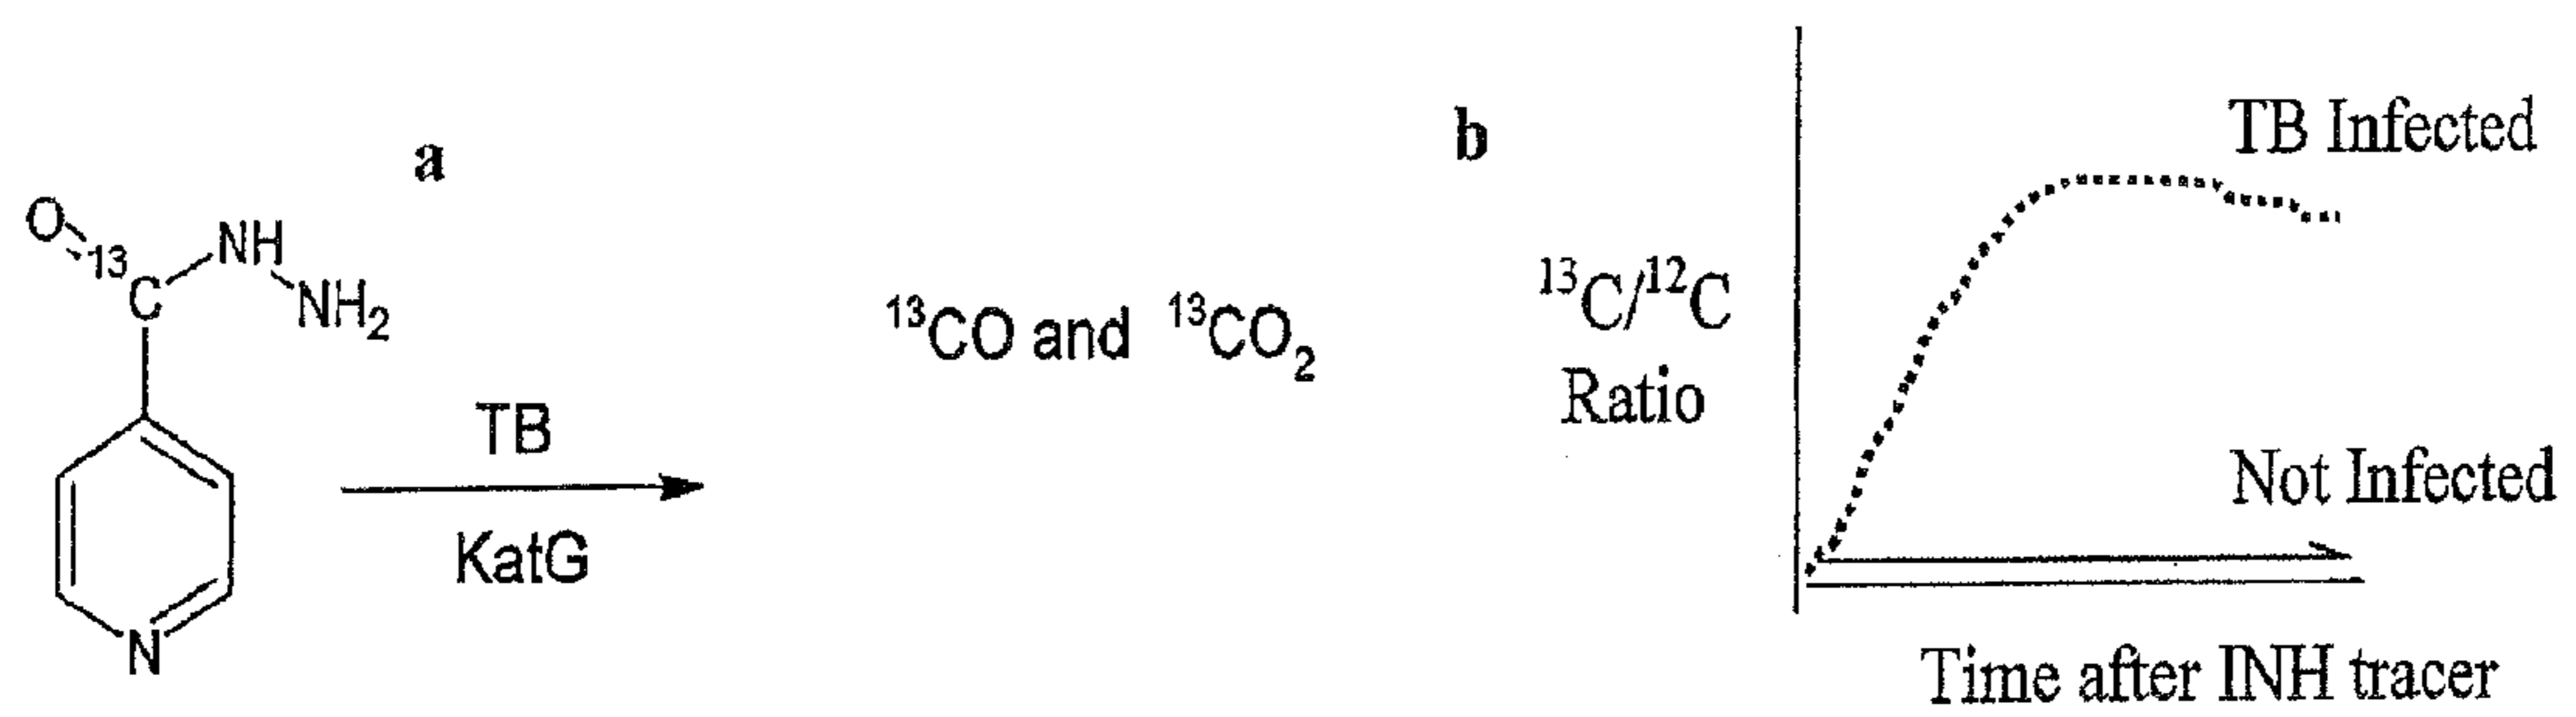 a
O
13
C
NH
NH₂
N
TB
KatG
¹³CO and ¹³CO₂
b
¹³C/¹²C
Ratio
TB Infected
Not Infected
Time after INH tracer